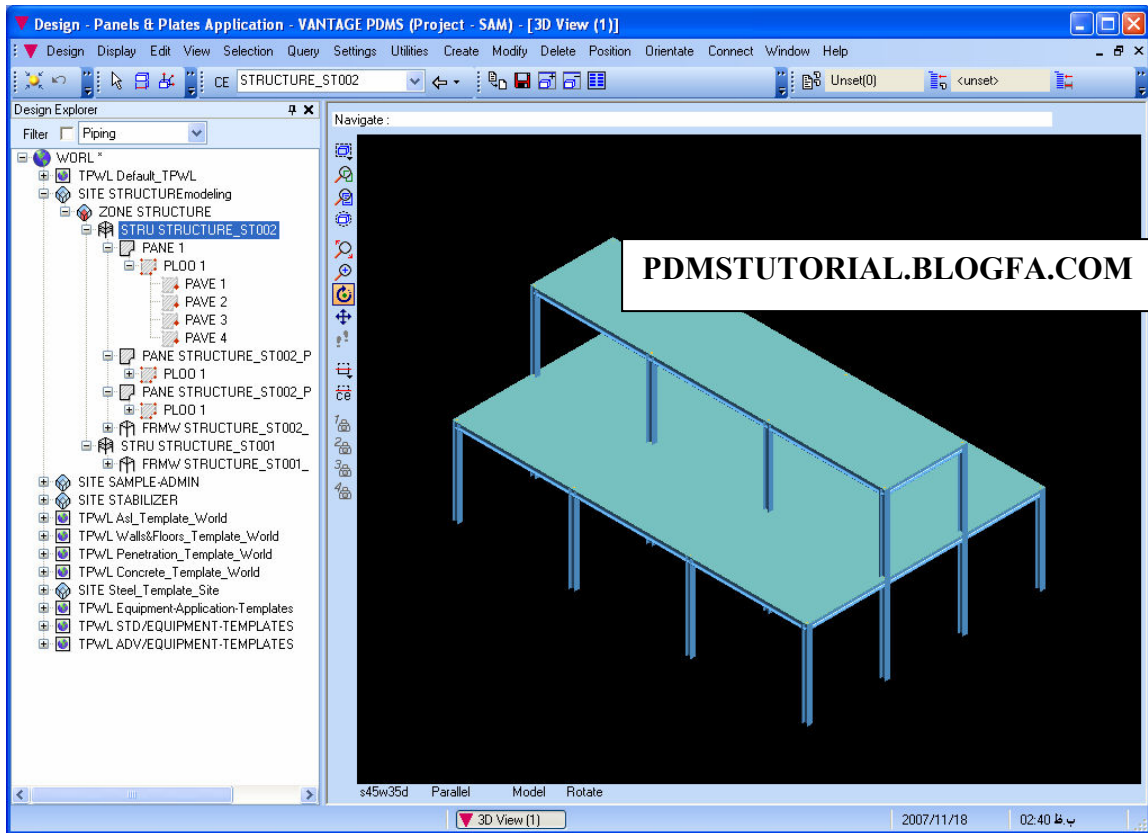 Design - Panels & Plates Application - VANTAGE PDMS (Project - SAM) - [3D View (1)]
Design Display Edit View Selection Query Settings Utilities Create Modify Delete Position Orientate Connect Window Help
CE STRUCTURE_ST002 Unset(0) <unset>
Design Explorer
Filter Piping
Navigate :
WORL *
TPWL Default_TPWL
SITE STRUCTUREmodeling
ZONE STRUCTURE
STRU STRUCTURE_ST002
PANE 1
PLOO 1
PAVE 1
PAVE 2
PAVE 3
PAVE 4
PANE STRUCTURE_ST002_P
PLOO 1
PANE STRUCTURE_ST002_P
PLOO 1
FRMW STRUCTURE_ST002_
STRU STRUCTURE_ST001
FRMW STRUCTURE_ST001_
SITE SAMPLE-ADMIN
SITE STABILIZER
TPWL Asl_Template_World
TPWL Walls&Floors_Template_World
TPWL Penetration_Template_World
TPWL Concrete_Template_World
SITE Steel_Template_Site
TPWL Equipment-Application-Templates
TPWL STD/EQUIPMENT-TEMPLATES
TPWL ADV/EQUIPMENT-TEMPLATES
ce
1
2
3
4
PDMSTUTORIAL.BLOGFA.COM
s45w35d Parallel Model Rotate
3D View (1) 2007/11/18 02:40 ب.ظ